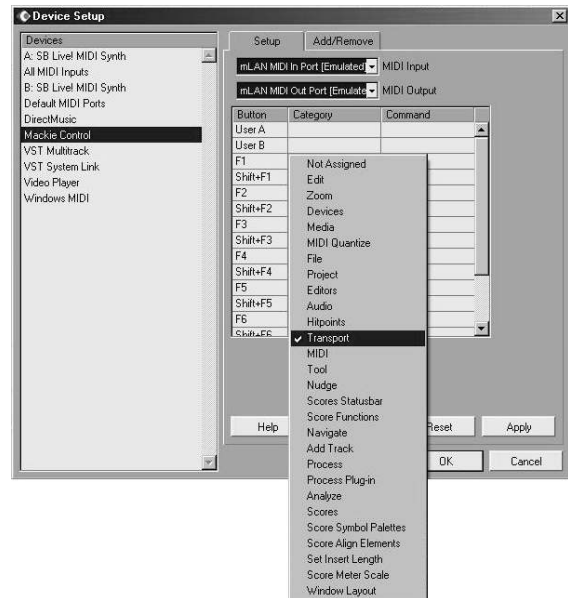 Device Setup
Devices
A: SB Live! MIDI Synth
All MIDI Inputs
B: SB Live! MIDI Synth
Default MIDI Ports
DirectMusic
Mackie Control
VST Multitrack
VST System Link
Video Player
Windows MIDI
Setup
Add/Remove
mLAN MIDI In Port [Emulated] MIDI Input
mLAN MIDI Out Port [Emulate MIDI Output
Button Category Command
User A
User B
F1
Shift+F1
F2
Shift+F2
F3
Shift+F3
F4
Shift+F4
F5
Shift+F5
F6
Shift+F6
Not Assigned
Edit
Zoom
Devices
Media
MIDI Quantize
File
Project
Editors
Audio
Hitpoints
Transport
MIDI
Tool
Nudge
Scores Statusbar
Score Functions
Navigate
Add Track
Process
Process Plug-in
Analyze
Scores
Score Symbol Palettes
Score Align Elements
Set Insert Length
Score Meter Scale
Window Layout
Help
Reset
Apply
OK
Cancel